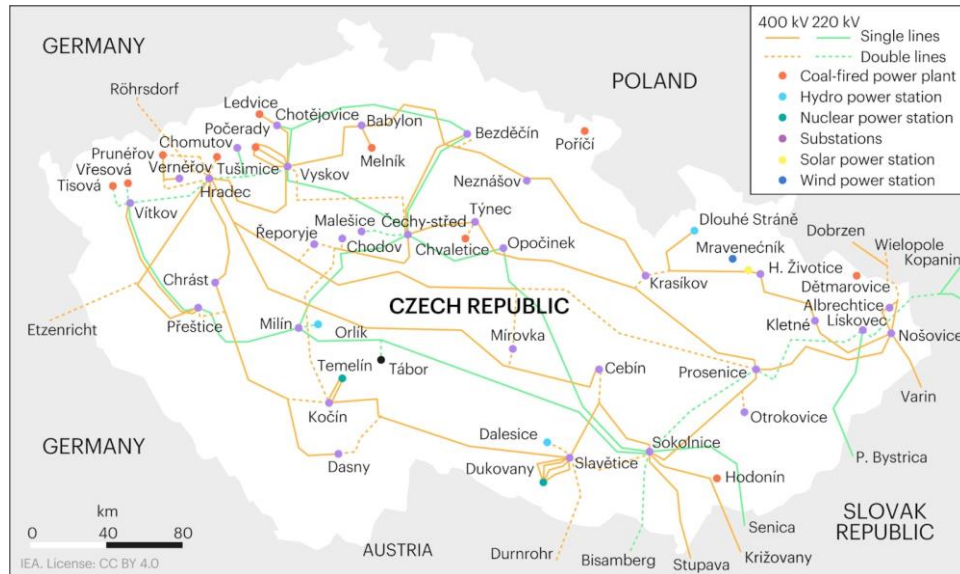 GERMANY
POLAND
400 kV 220 kV
Single lines
Double lines
Coal-fired power plant
Hydro power station
Nuclear power station
Substations
Solar power station
Wind power station
Röhrsdorf
Ledvice
Chotějovice
Počerady
Babylon
Bezděčín
Poříčí
Prunéřov
Chomutov
Vřesová
Verněřov
Tušimice
Vyskov
Melník
Tisová
Hradec
Neznášov
Vítkov
Malešice
Čechy-střed
Týnec
Dlouhé Stráně
Řeporyje
Chodov
Chvaletice
Opočinek
Mravenečník
Dobrzen
Wielopole
Kopanin
Chrást
Krasíkov
H. Životice
Dětmarovice
Albrechtice
CZECH REPUBLIC
Etzenricht
Přeštice
Milín
Orlík
Mírovka
Kletné
Lískovec
Nošovice
Temelín
Tábor
Cebín
Prosenice
Varin
Kočín
Otrokovice
GERMANY
Dasny
Dalesice
Sokolnice
P. Bystrica
Dukovany
Slavětice
Hodonín
km
0 40 80
SLOVAK
REPUBLIC
Senica
AUSTRIA
Durnrohr
Bisamberg
Stupava
Križovany
IEA. License: CC BY 4.0